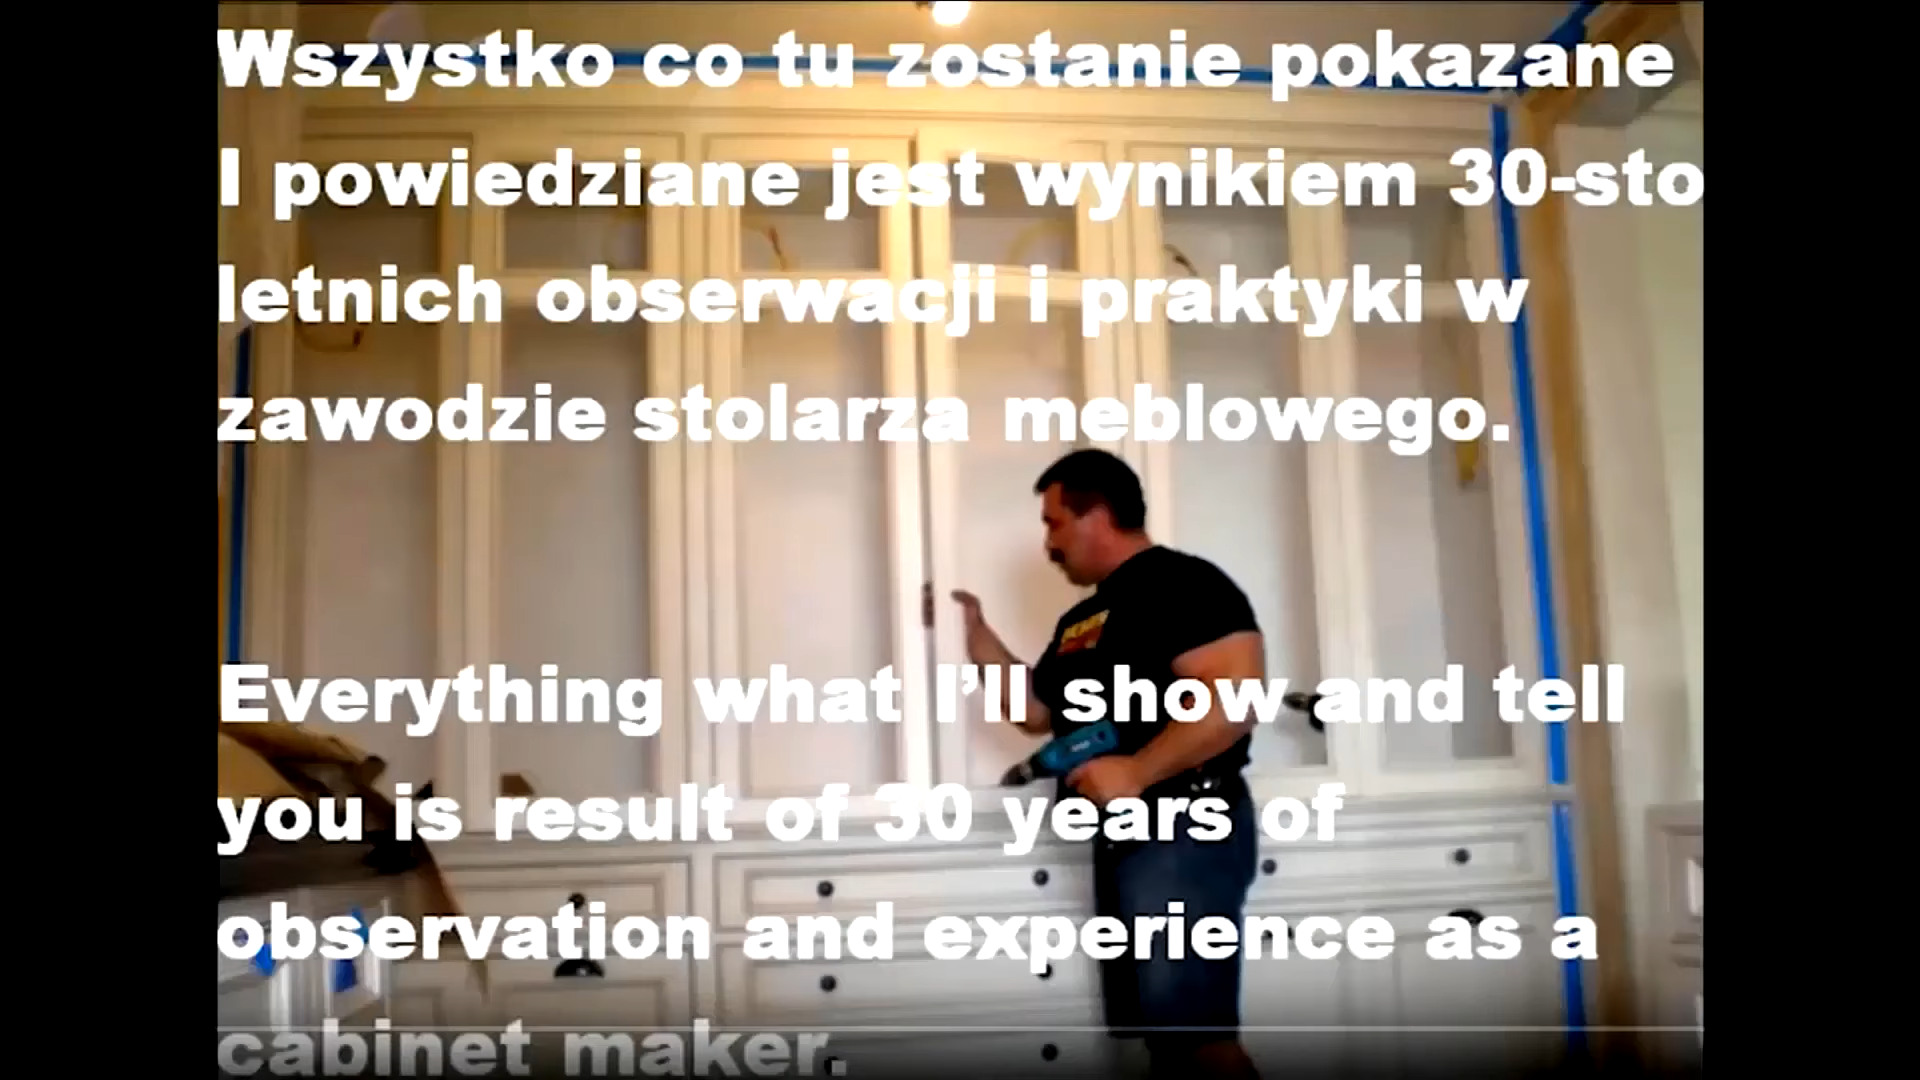 Wszystko co tu zostanie pokazane
I powiedziane jest wynikiem 30-sto
letnich obserwacji i praktyki w
zawodzie stolarza meblowego.
Everything what I'll show and tell
you is result of 30 years of
observation and experience as a
cabinet maker.